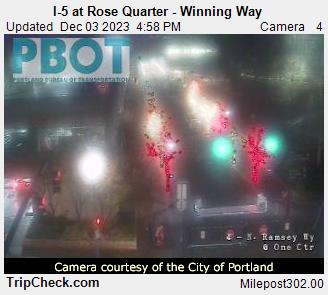 I-5 at Rose Quarter - Winning Way
Updated Dec 03 2023 4:58 PM Camera 4
PBOT
PORTLAND BUREAU OF TRANSPORTATION
4 - N. Ramsey Wy
@ One Ctr
Camera courtesy of the City of Portland
TripCheck.com Milepost302.00